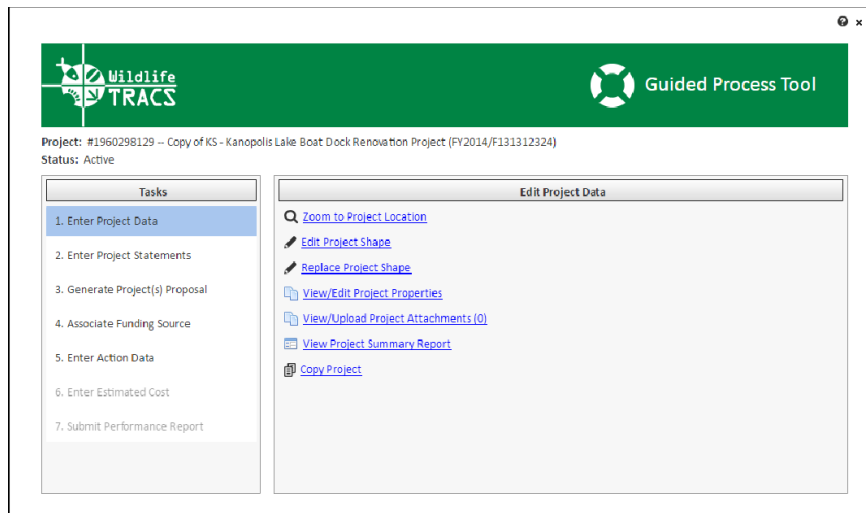 Wildlife
TRACS
Guided Process Tool
Project: #1960298129 -- Copy of KS - Kanopolis Lake Boat Dock Renovation Project (FY2014/F131312324)
Status: Active
Tasks
1. Enter Project Data
2. Enter Project Statements
3. Generate Project(s) Proposal
4. Associate Funding Source
5. Enter Action Data
6. Enter Estimated Cost
7. Submit Performance Report
Edit Project Data
Zoom to Project Location
Edit Project Shape
Replace Project Shape
View/Edit Project Properties
View/Upload Project Attachments (0)
View Project Summary Report
Copy Project